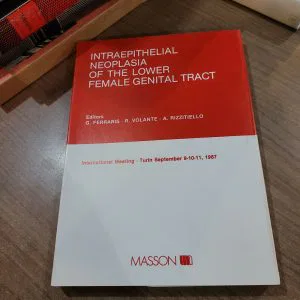 INTRAEPITHELIAL
NEOPLASIA
OF THE LOWER
FEMALE GENITAL TRACT
Editors
G. FERRARIS - R. VOLANTE - A. RIZZITIELLO
International Meeting - Turin September 9-10-11, 1987
MASSON